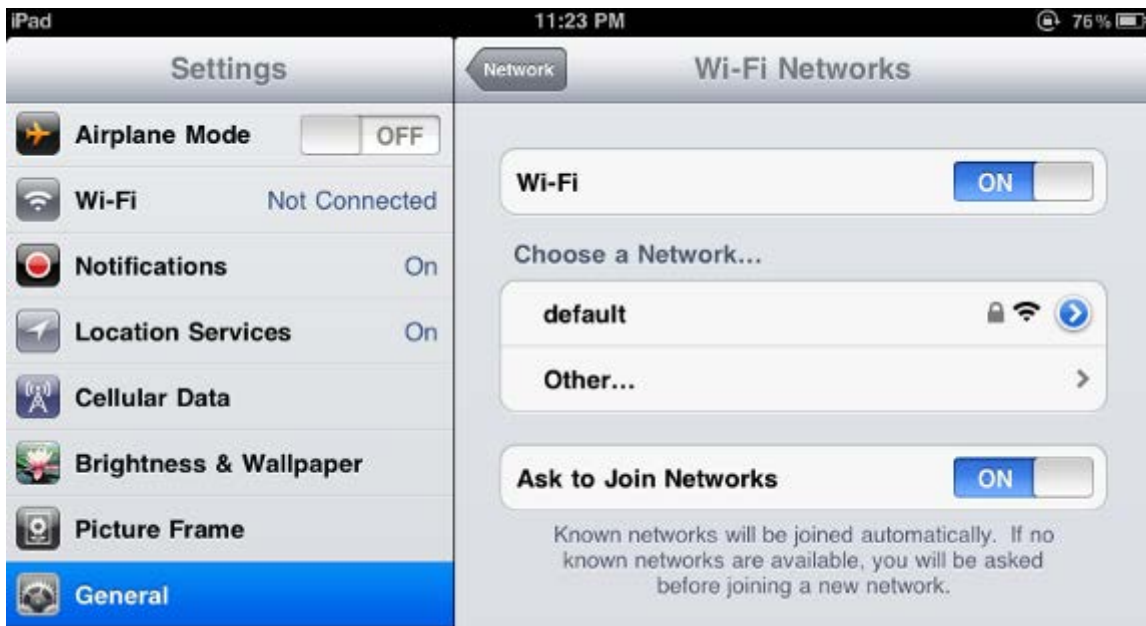 iPad 11:23 PM 76%
Settings
Airplane Mode OFF
Wi-Fi Not Connected
Notifications On
Location Services On
Cellular Data
Brightness & Wallpaper
Picture Frame
General
Network Wi-Fi Networks
Wi-Fi ON
Choose a Network...
default
Other...
Ask to Join Networks ON
Known networks will be joined automatically. If no
known networks are available, you will be asked
before joining a new network.